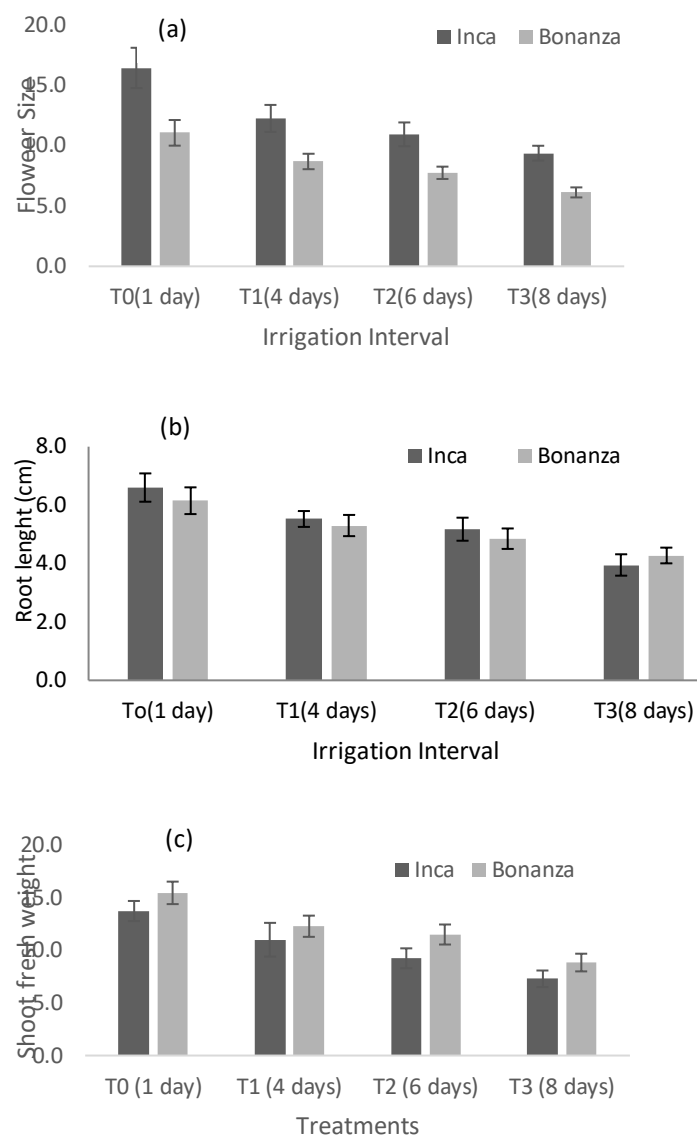 (a)
Inca Bonanza
Floweer Size
20.0
15.0
10.0
5.0
0.0
T0(1 day) T1(4 days) T2(6 days) T3(8 days)
Irrigation Interval
(b)
Inca Bonanza
Root lenght (cm)
8.0
6.0
4.0
2.0
0.0
To(1 day) T1(4 days) T2(6 days) T3(8 days)
Irrigation Interval
(c)
Inca Bonanza
Shoot fresh weight
20.0
15.0
10.0
5.0
0.0
T0 (1 day) T1 (4 days) T2 (6 days) T3 (8 days)
Treatments